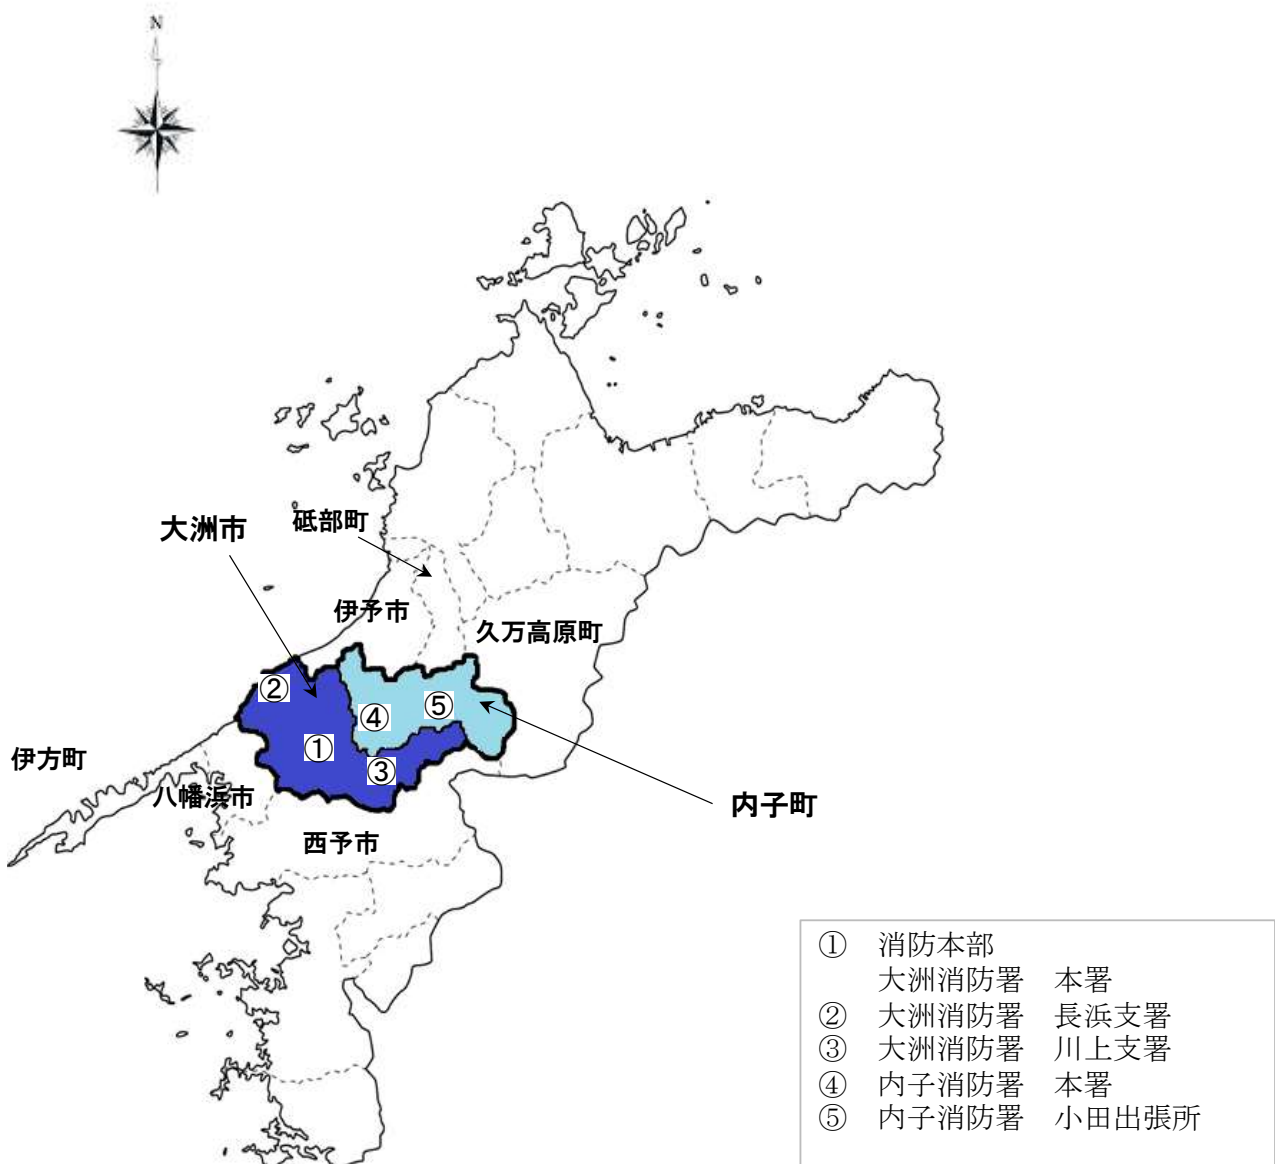 N
大洲市
砥部町
伊予市
久万高原町
②
⑤
④
①
③
伊方町
八幡浜市
内子町
西予市
① 消防本部
大洲消防署 本署
② 大洲消防署 長浜支署
③ 大洲消防署 川上支署
④ 内子消防署 本署
⑤ 内子消防署 小田出張所